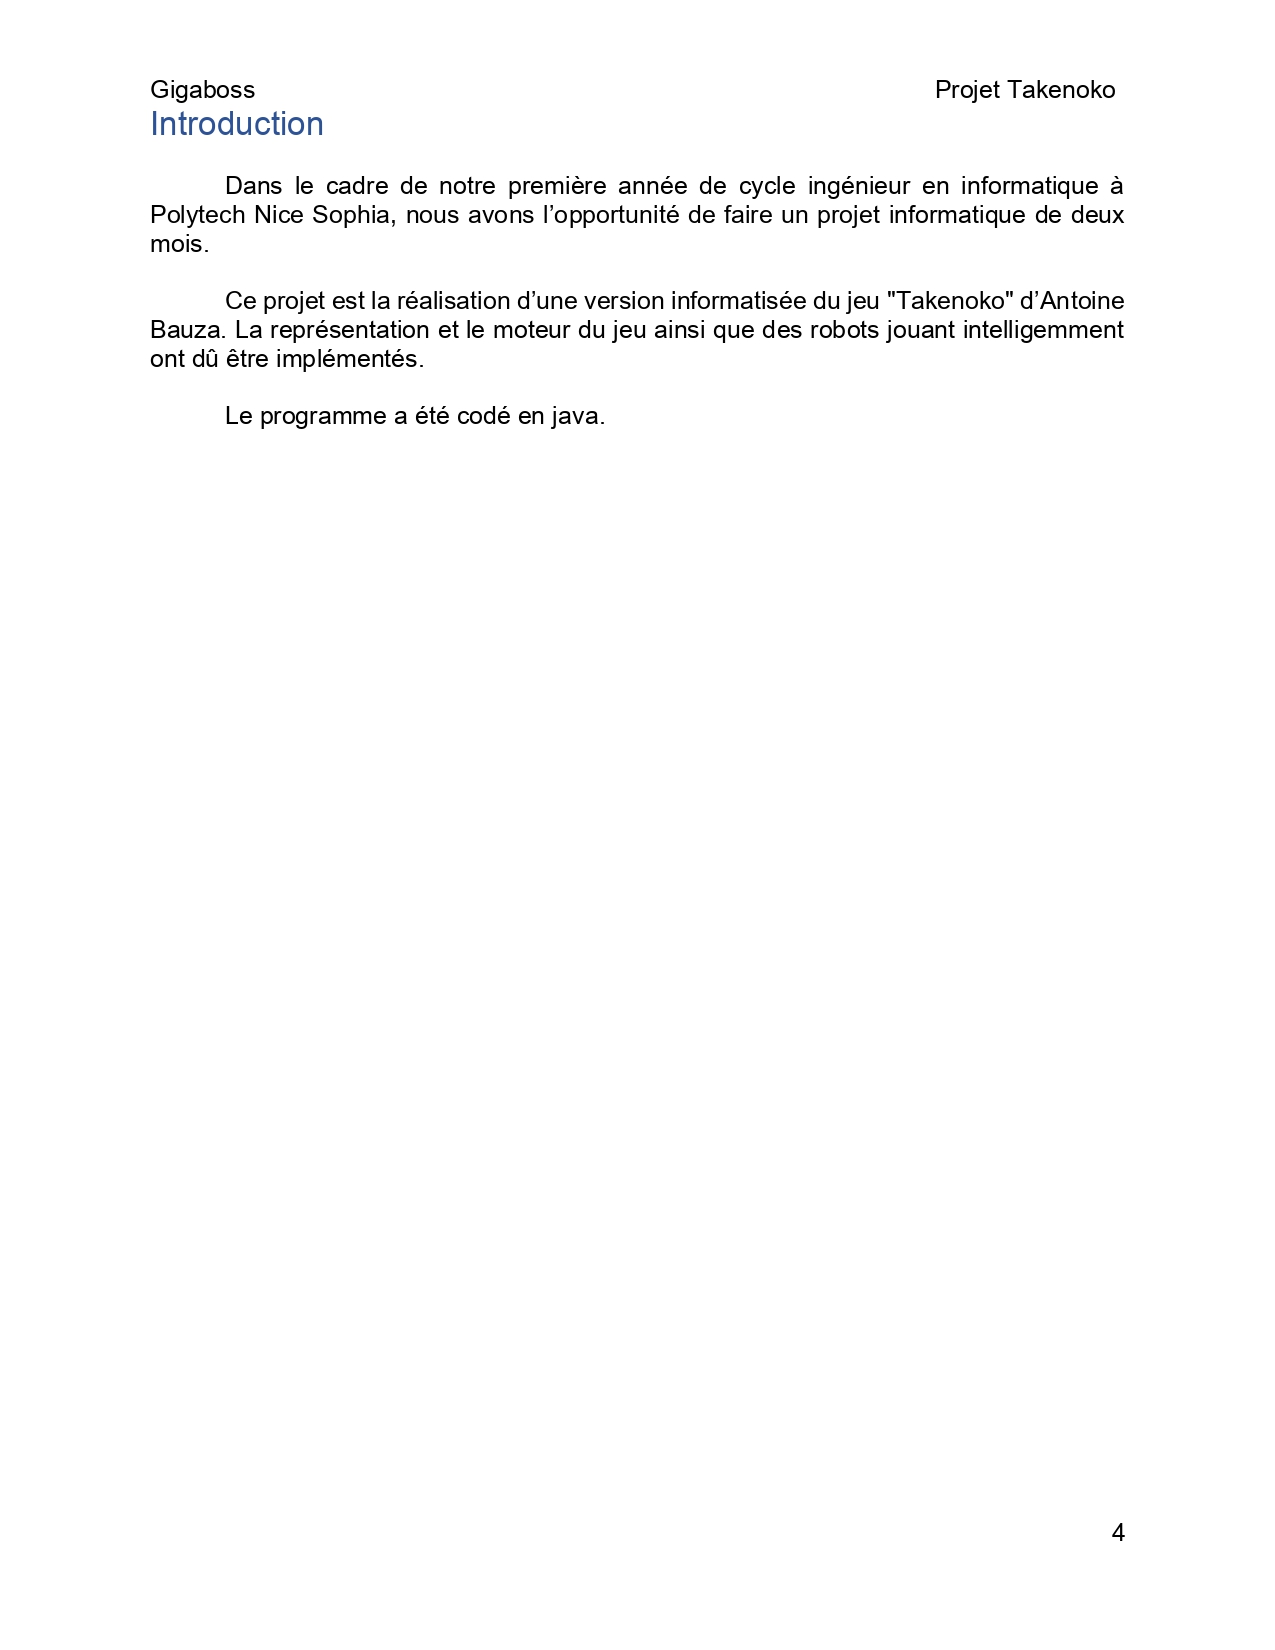 Gigaboss Projet Takenoko
Introduction
Dans le cadre de notre première année de cycle ingénieur en informatique à
Polytech Nice Sophia, nous avons l’opportunité de faire un projet informatique de deux
mois.
Ce projet est la réalisation d’une version informatisée du jeu "Takenoko" d’Antoine
Bauza. La représentation et le moteur du jeu ainsi que des robots jouant intelligemment
ont dû être implémentés.
Le programme a été codé en java.
4